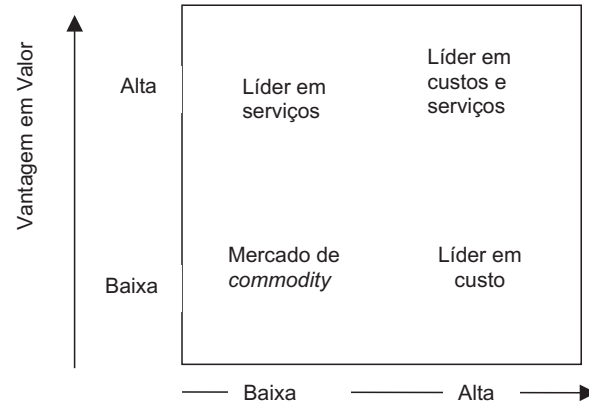 Vantagem em Valor
Alta
Líder em
serviços
Líder em
custos e
serviços
Baixa
Mercado de
commodity
Líder em
custo
Baixa
Alta